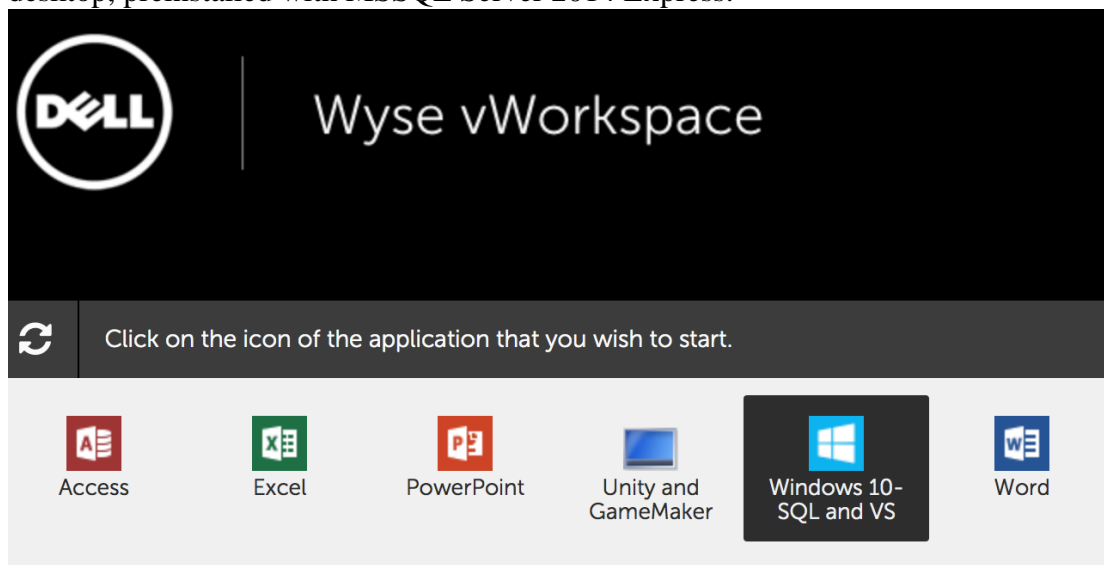 DELL
Wyse vWorkspace
Click on the icon of the application that you wish to start.
Access
Excel
PowerPoint
Unity and
GameMaker
Windows 10-
SQL and VS
Word